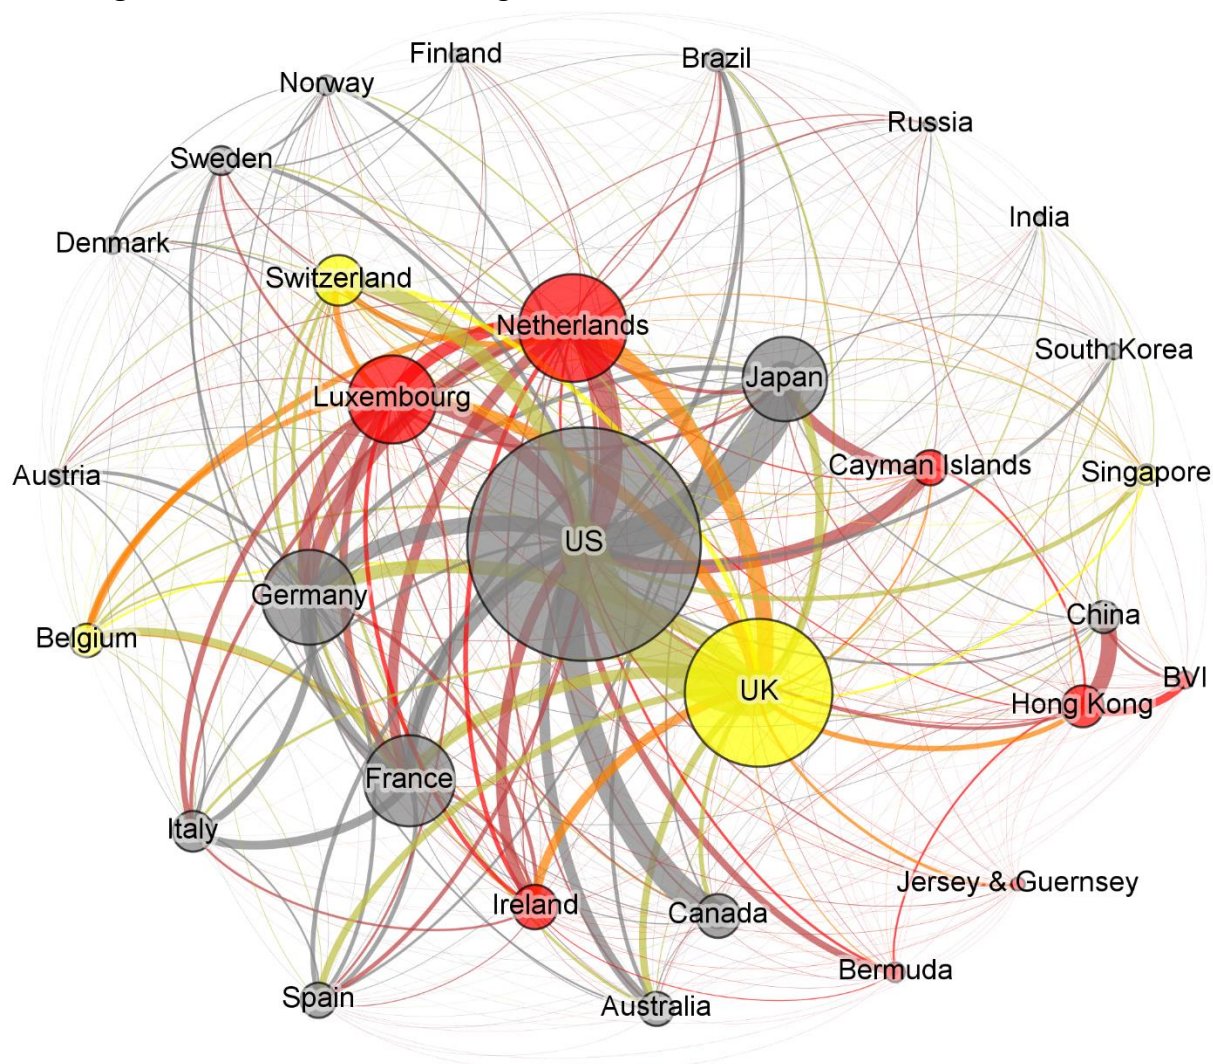 Finland
Brazil
Norway
Russia
Sweden
India
Denmark
Switzerland
Netherlands
South Korea
Japan
Luxembourg
Cayman Islands
Singapore
Austria
US
Germany
China
Belgium
BVI
UK
Hong Kong
France
Italy
Jersey & Guernsey
Ireland
Canada
Bermuda
Spain
Australia